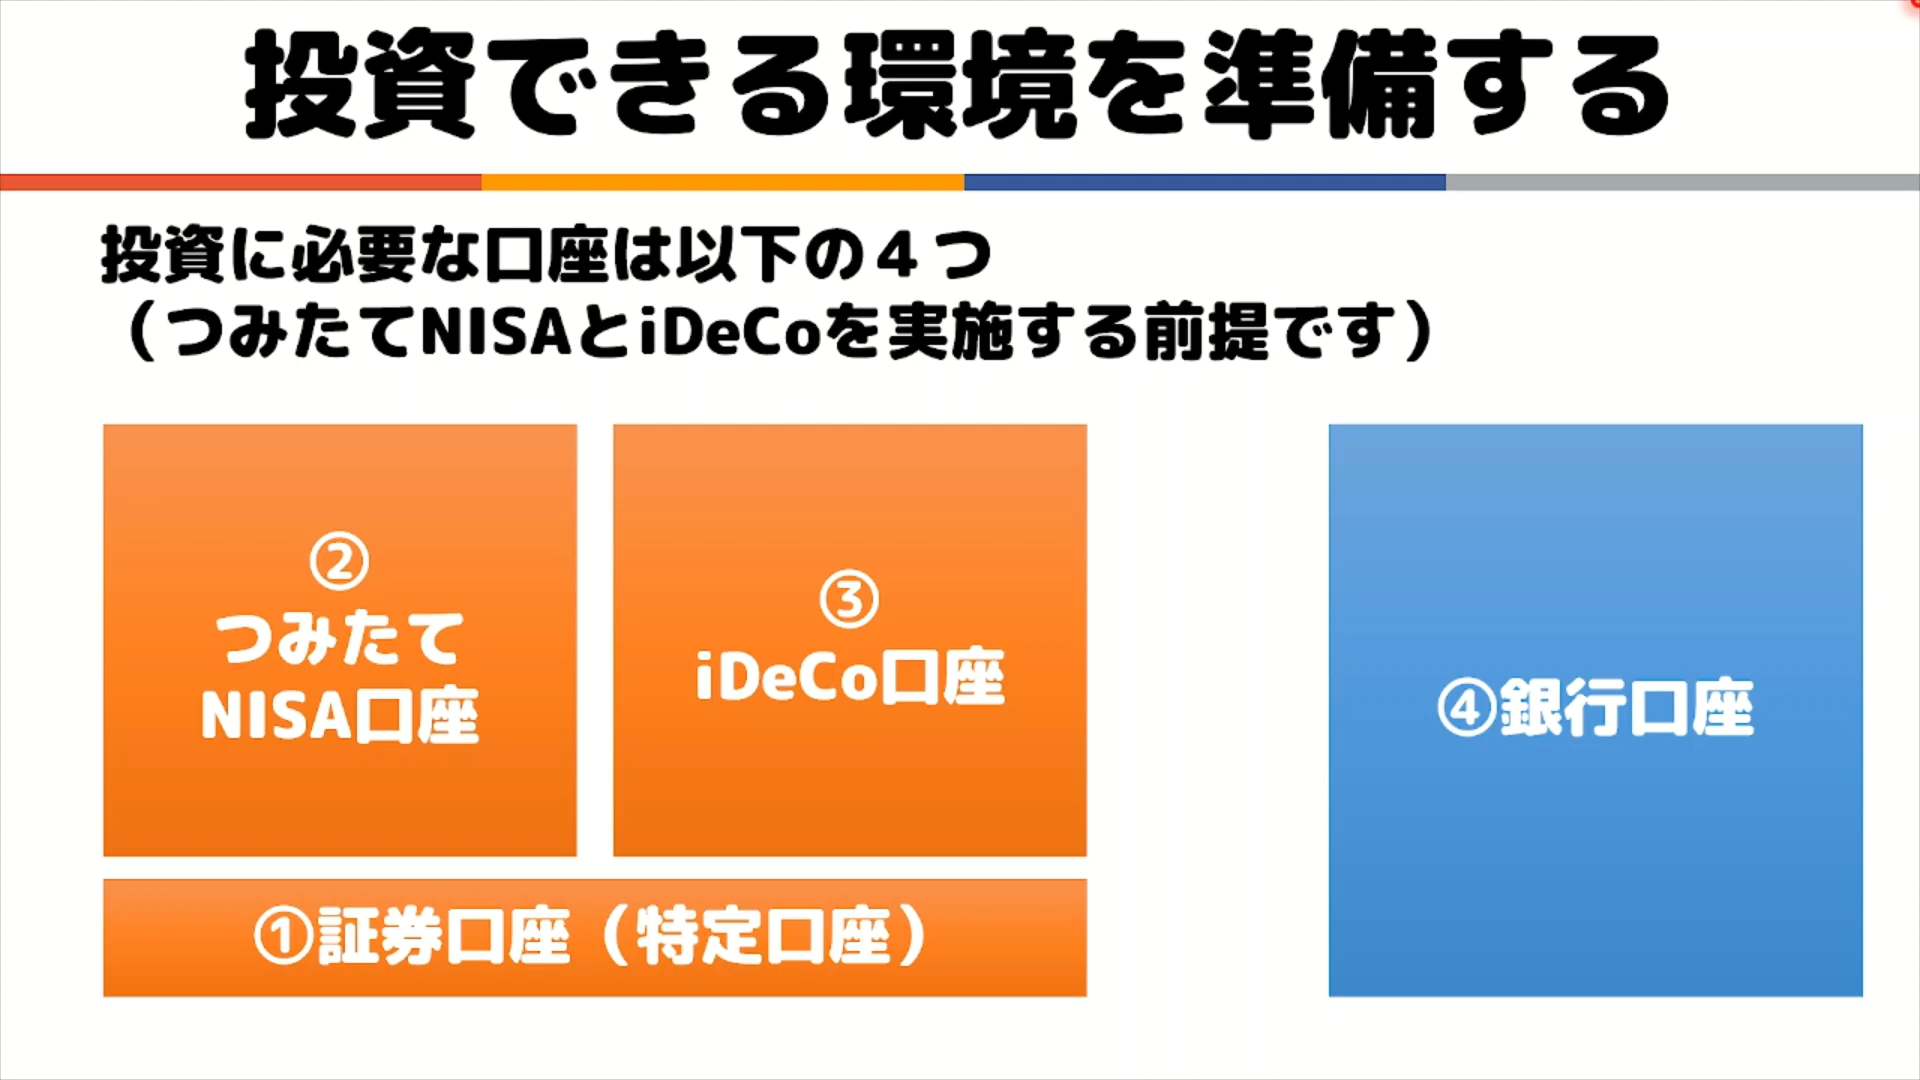 投資できる環境を準備する
投資に必要な口座は以下の４つ
（つみたてNISAとiDeCoを実施する前提です）
②
つみたて
NISA口座
③
iDeCo口座
①証券口座（特定口座）
④銀行口座